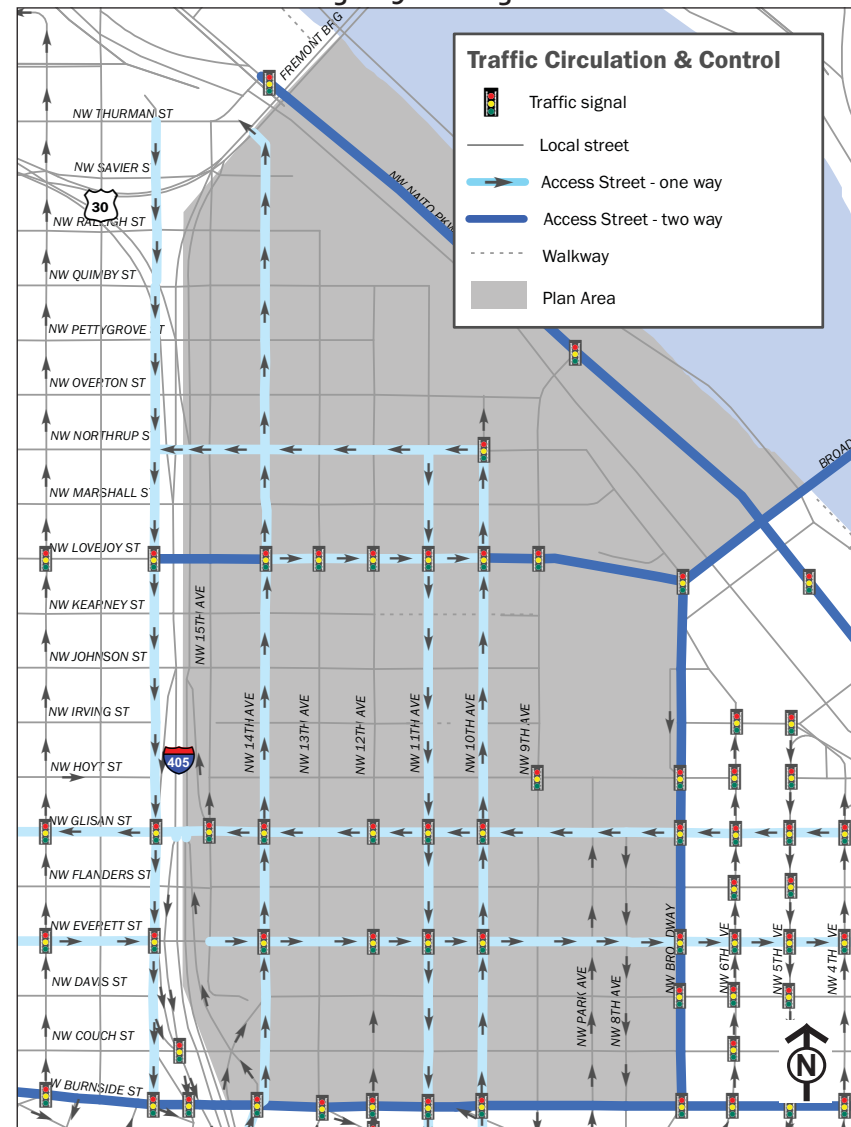 FREMONT BRG
Traffic Circulation & Control
Traffic signal
Local street
Access Street - one way
Access Street - two way
Walkway
Plan Area
NW THURMAN ST
NW SAVIER S
30
NW RALEIGH ST
NW NAITO PKW
NW QUIMBY ST
NW PETTYGROVE ST
NW OVERTON ST
NW NORTHRUP S
BROAD
NW MARSHALL ST
NW LOVEJOY ST
NW KEARNEY ST
NW 15TH AVE
NW JOHNSON ST
NW IRVING ST
NW 14TH AVE
NW 13TH AVE
NW 12TH AVE
NW 11TH AVE
NW 10TH AVE
NW 9TH AVE
405
NW HOYT ST
NW GLISAN ST
NW FLANDERS ST
NW EVERETT ST
NW BROADWAY
NW 6TH AVE
NW 5TH AVE
NW 4TH AVE
NW DAVIS ST
NW PARK AVE
NW 8TH AVE
NW COUCH ST
N
W BURNSIDE ST